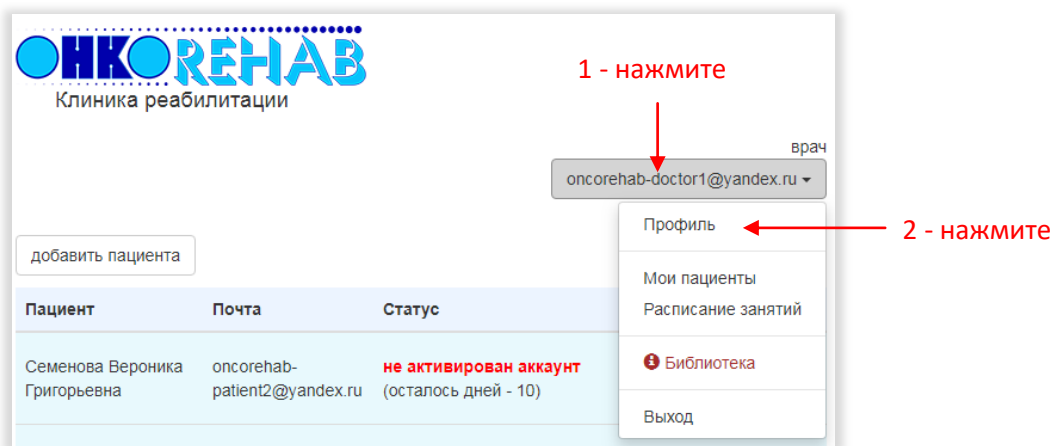 ОНКОREHAB
Клиника реабилитации
1 - нажмите
врач
oncorehab-doctor1@yandex.ru
Профиль
2 - нажмите
добавить пациента
Мои пациенты
Расписание занятий
Пациент Почта Статус
Библиотека
Семенова Вероника
Григорьевна
oncorehab-
patient2@yandex.ru
не активирован аккаунт
(осталось дней - 10)
Выход